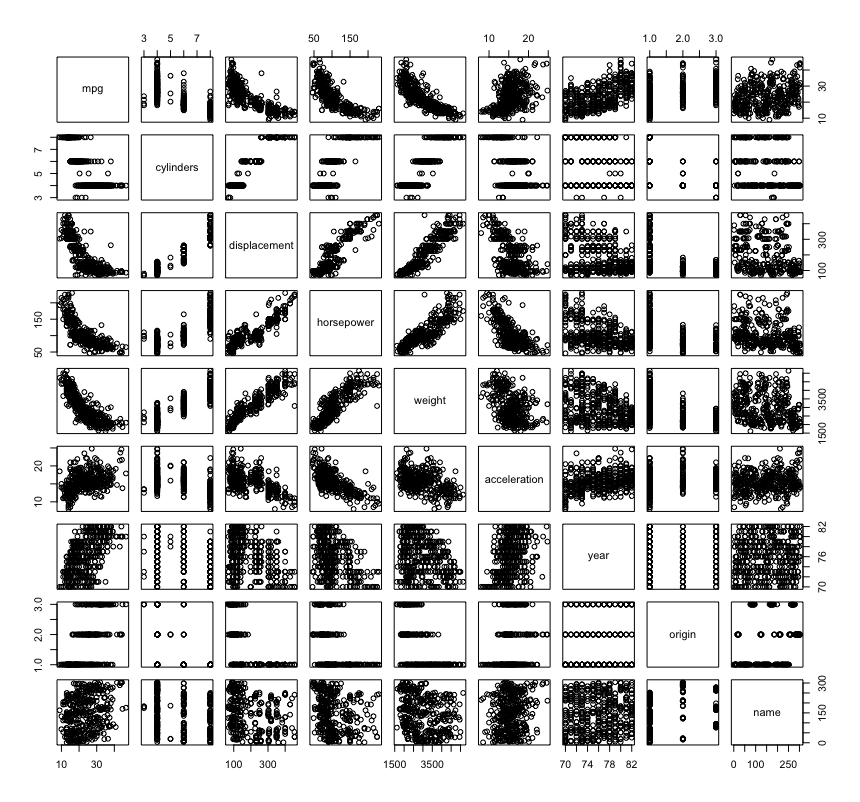 3 5 7 50 150 10 20 1.0 2.0 3.0
mpg
10 30
cylinders
3 5 7
displacement
100 300
horsepower
50 150
weight
1500 3500
acceleration
10 20
year
70 76 82
origin
1.0 2.0 3.0
name
0 150 300
10 30 100 300 1500 3500 70 74 78 82 0 100 250